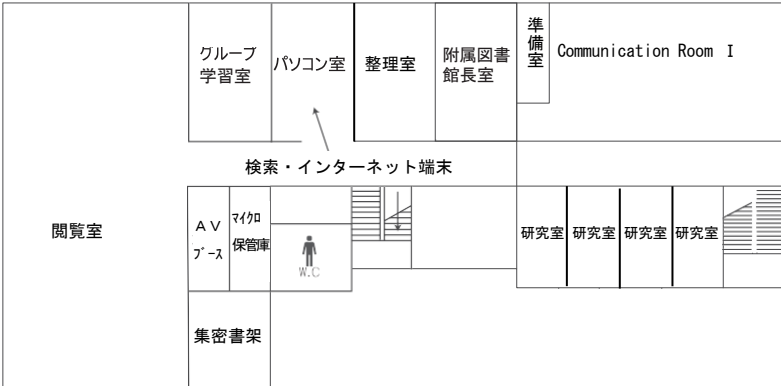 グループ
学習室
パソコン室
整理室
附属図書
館長室
準備室
Communication Room Ⅰ
検索・インターネット端末
閲覧室
ＡＶ
ブース
マイクロ
保管庫
W.C
研究室
研究室
研究室
研究室
集密書架